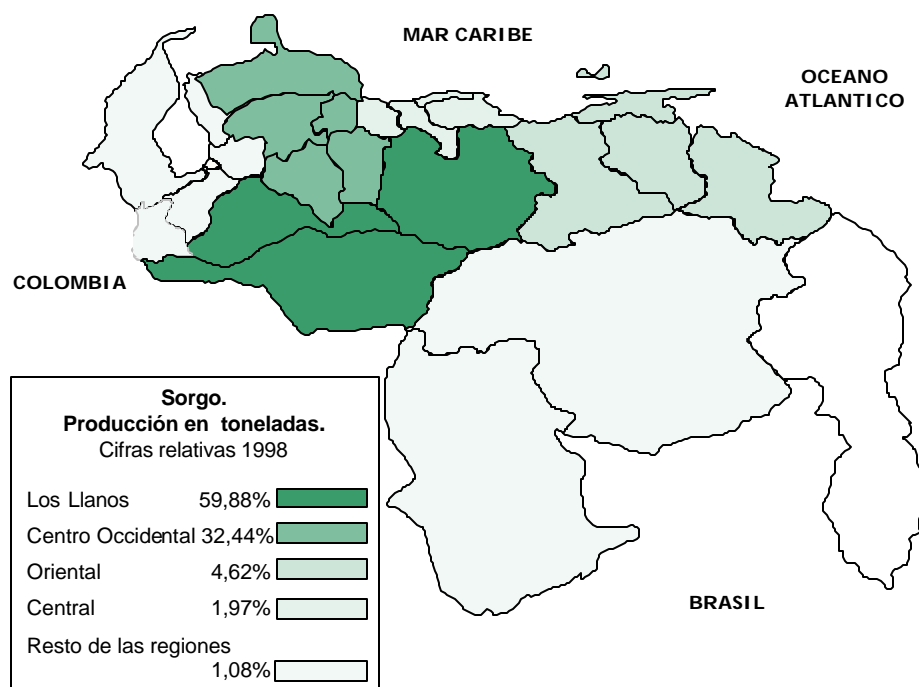 MAR CARIBE
OCEANO
ATLANTICO
COLOMBIA
Sorgo.
Producción en toneladas.
Cifras relativas 1998
Los Llanos 59,88%
Centro Occidental 32,44%
Oriental 4,62%
Central 1,97%
Resto de las regiones
1,08%
BRASIL